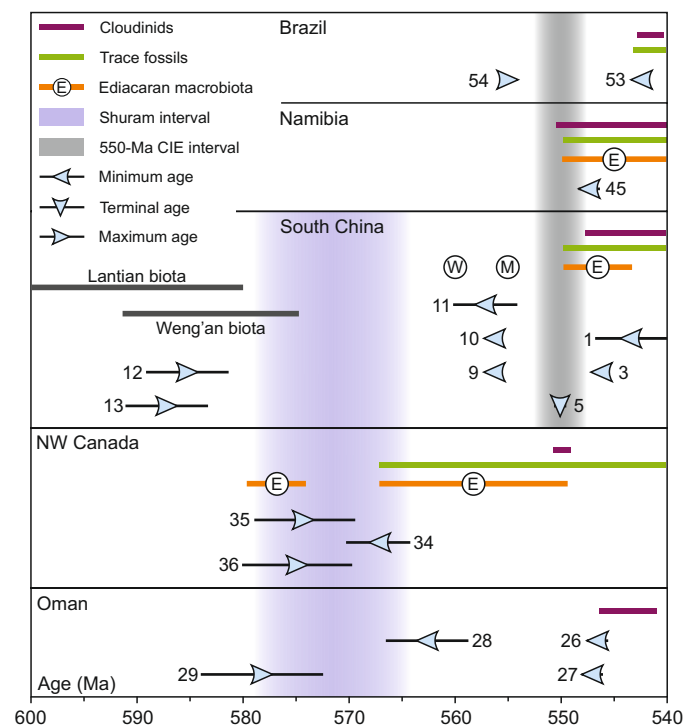 Cloudinids
Trace fossils
E Ediacaran macrobiota
Shuram interval
550-Ma CIE interval
Minimum age
Terminal age
Maximum age
Brazil
54 53
Namibia
E
45
South China
W M E
Lantian biota
11
Weng'an biota
10 1
12 9 3
13 5
NW Canada
E E
35
34
36
Oman
28 26
29 27
Age (Ma)
600 590 580 570 560 550 540